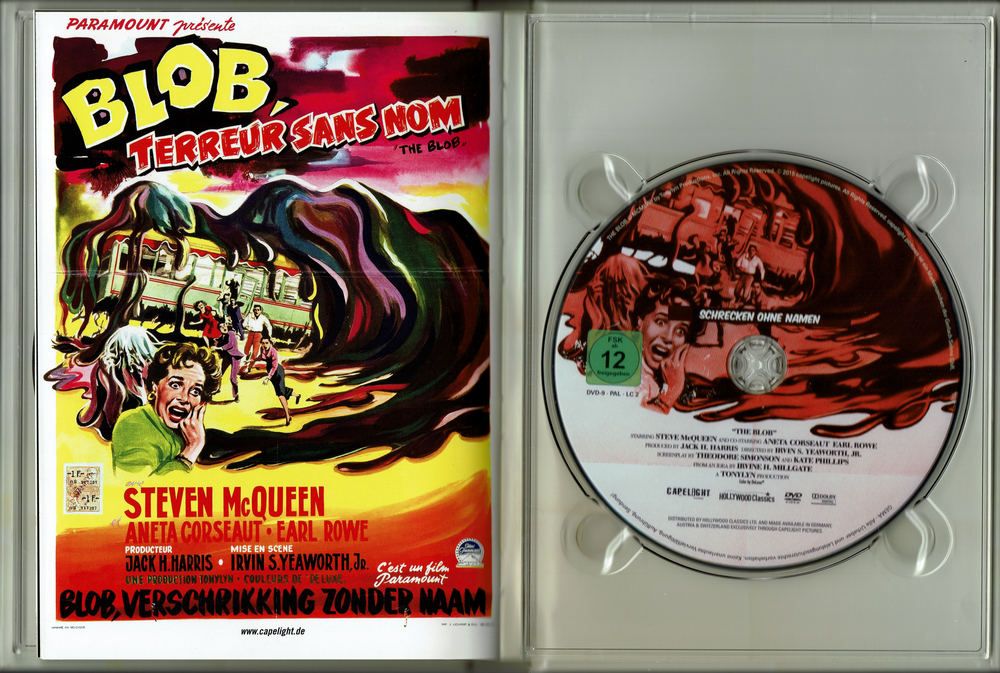 PARAMOUNT présente
BLOB,
TERREUR SANS NOM
"THE BLOB"
avec
STEVEN McQUEEN
et
ANETA CORSEAUT · EARL ROWE
PRODUCTEUR
JACK H. HARRIS ·
MISE EN SCENE
IRVIN S. YEAWORTH, Jr.
UNE PRODUCTION TONYLYN · COULEURS DE "DELUXE"
C'est un film
Paramount
BLOB, VERSCHRIKKING ZONDER NAAM
www.capelight.de
SCHRECKEN OHNE NAMEN
FSK
ab
12
freigegeben
DVD-9 · PAL · LC 2
"THE BLOB"
STARRING STEVE McQUEEN AND CO-STARRING ANETA CORSEAUT EARL ROWE
PRODUCED BY JACK H. HARRIS DIRECTED BY IRVIN S. YEAWORTH, JR.
SCREENPLAY BY THEODORE SIMONSON AND KATE PHILLIPS
FROM AN IDEA BY IRVINE H. MILLGATE
A TONYLYN PRODUCTION
Color by DeLuxe
CAPELIGHT
HOLLYWOOD Classics
DVD
DOLBY
DISTRIBUTED BY HOLLYWOOD CLASSICS LTD. AND MADE AVAILABLE IN GERMANY,
AUSTRIA & SWITZERLAND EXCLUSIVELY THROUGH CAPELIGHT PICTURES.